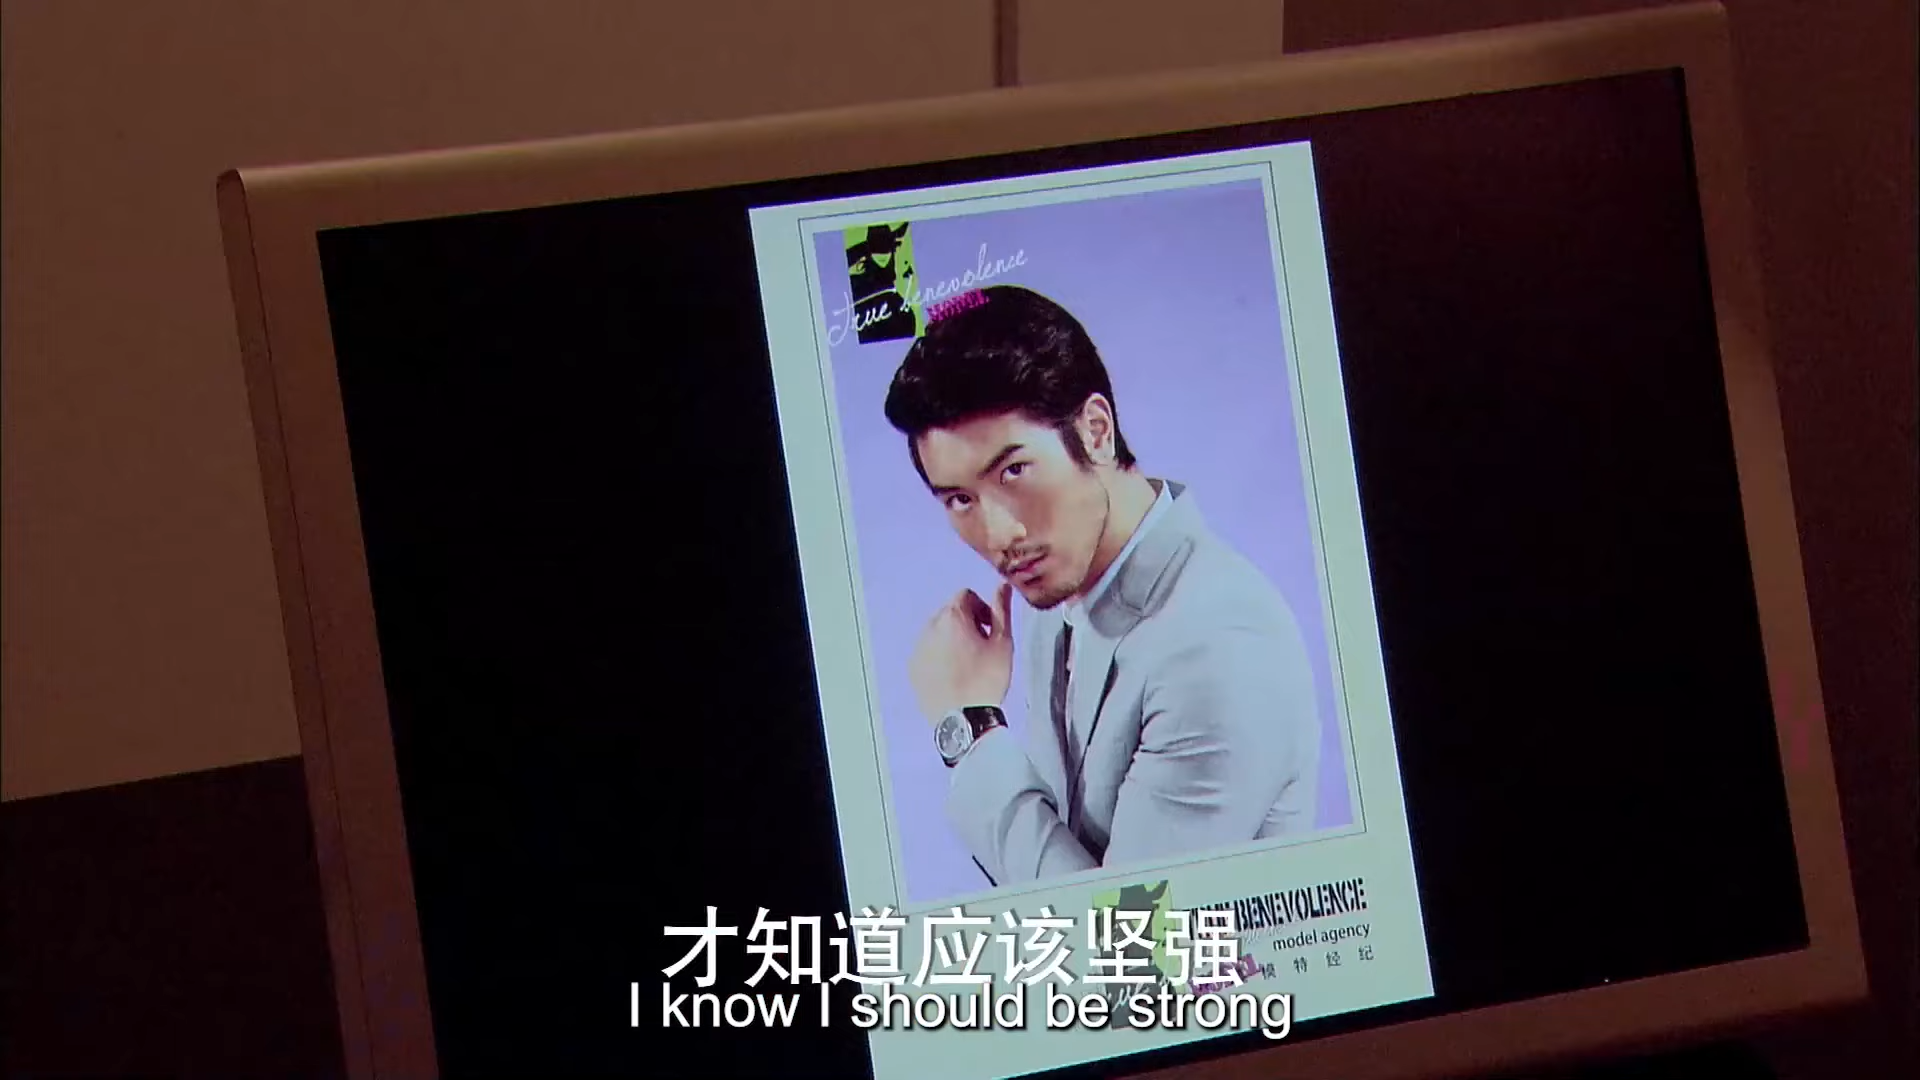 True benevolence
MODEL
BENEVOLENCE
model agency
模特经纪
才知道应该坚强
I know I should be strong